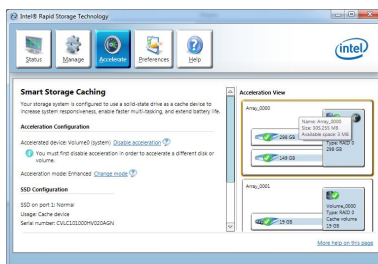 Intel® Rapid Storage Technology
Status
Manage
Accelerate
Preferences
Help
intel
Smart Storage Caching
Your storage system is configured to use a solid-state drive as a cache device to
increase system responsiveness, enable faster multi-tasking, and extend battery life.
Acceleration Configuration
Accelerated device: Volume0 (system) Disable acceleration
You must first disable acceleration in order to accelerate a different disk or
volume.
Acceleration mode: Enhanced Change mode
SSD Configuration
SSD on port 1: Normal
Usage: Cache device
Serial number: CVLC101000HV020AGN
Acceleration View
Array_0000
Name: Array_0000
Size: 305,255 MB
Available space: 3 MB
298 GB
Type: RAID 0
298 GB
149 GB
Array_0001
Volume_0000
Type: RAID 0
Cache volume
19 GB
19 GB
More help on this page